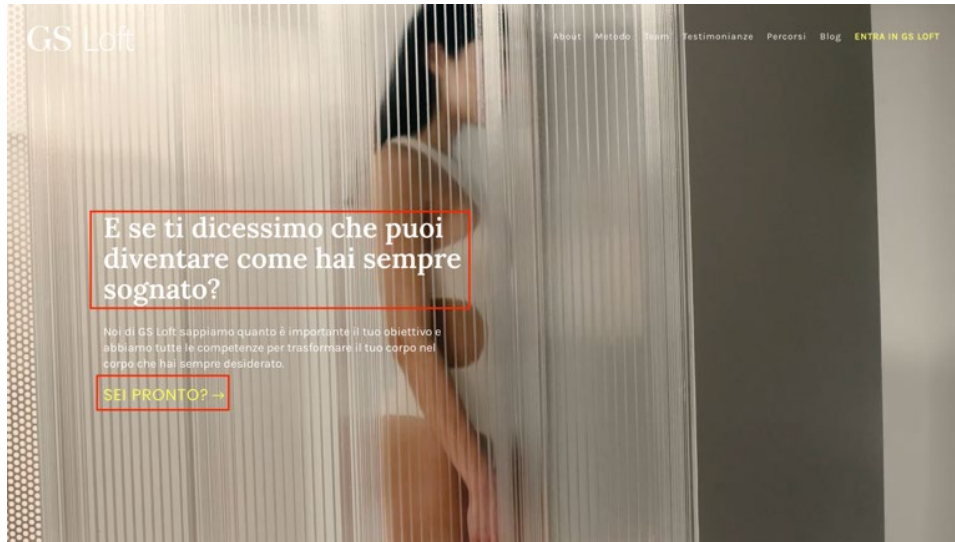 GS Loft
About Metodo Team Testimonianze Percorsi Blog ENTRA IN GS LOFT
E se ti dicessimo che puoi
diventare come hai sempre
sognato?
Noi di GS Loft sappiamo quanto è importante il tuo obiettivo e
abbiamo tutte le competenze per trasformare il tuo corpo nel
corpo che hai sempre desiderato.
SEI PRONTO? →